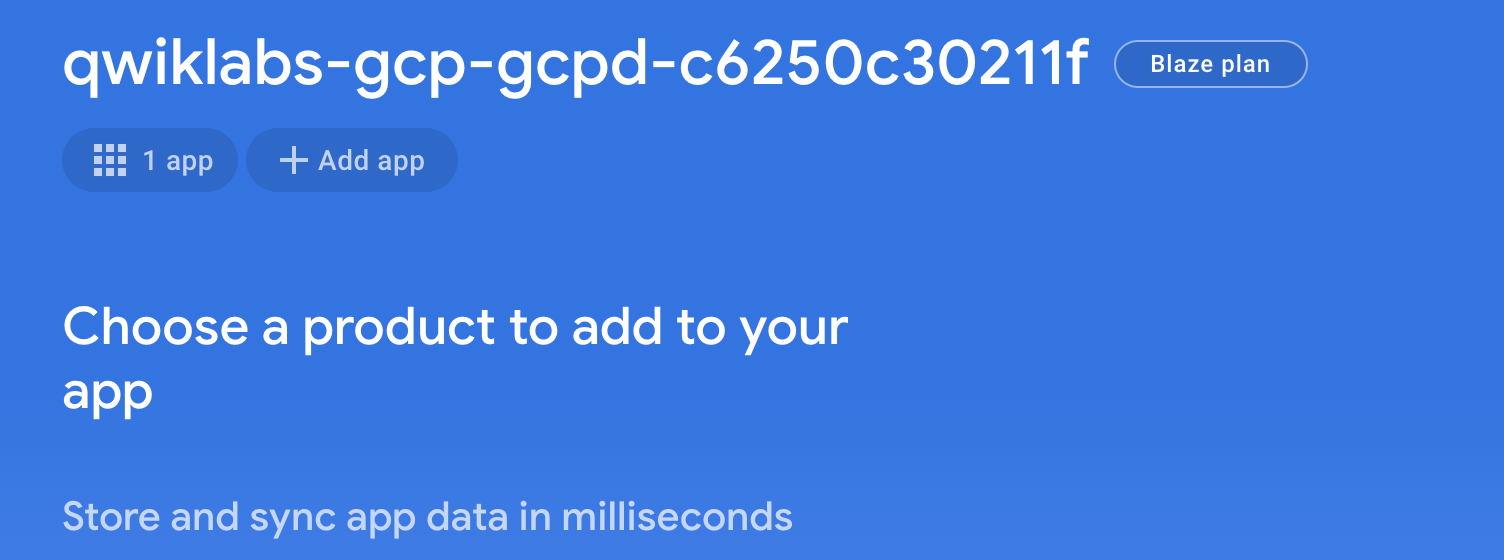 qwiklabs-gcp-gcpd-c6250c30211f Blaze plan
1 app Add app
Choose a product to add to your
app
Store and sync app data in milliseconds